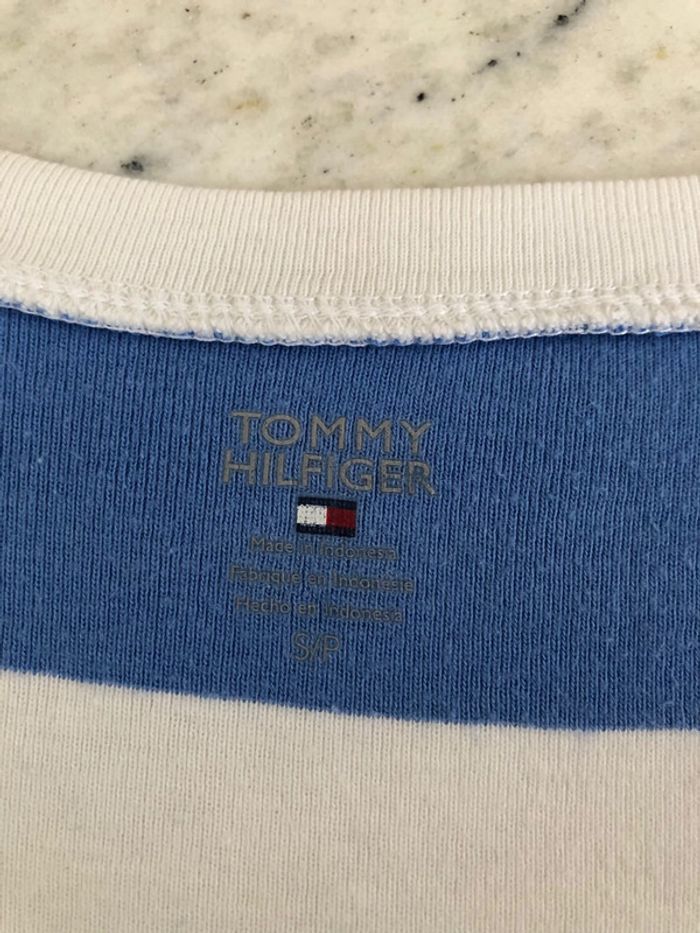 TOMMY
HILFIGER
Made in Indonesia
Fabriqué en Indonésie
Hecho en Indonesia
S/P